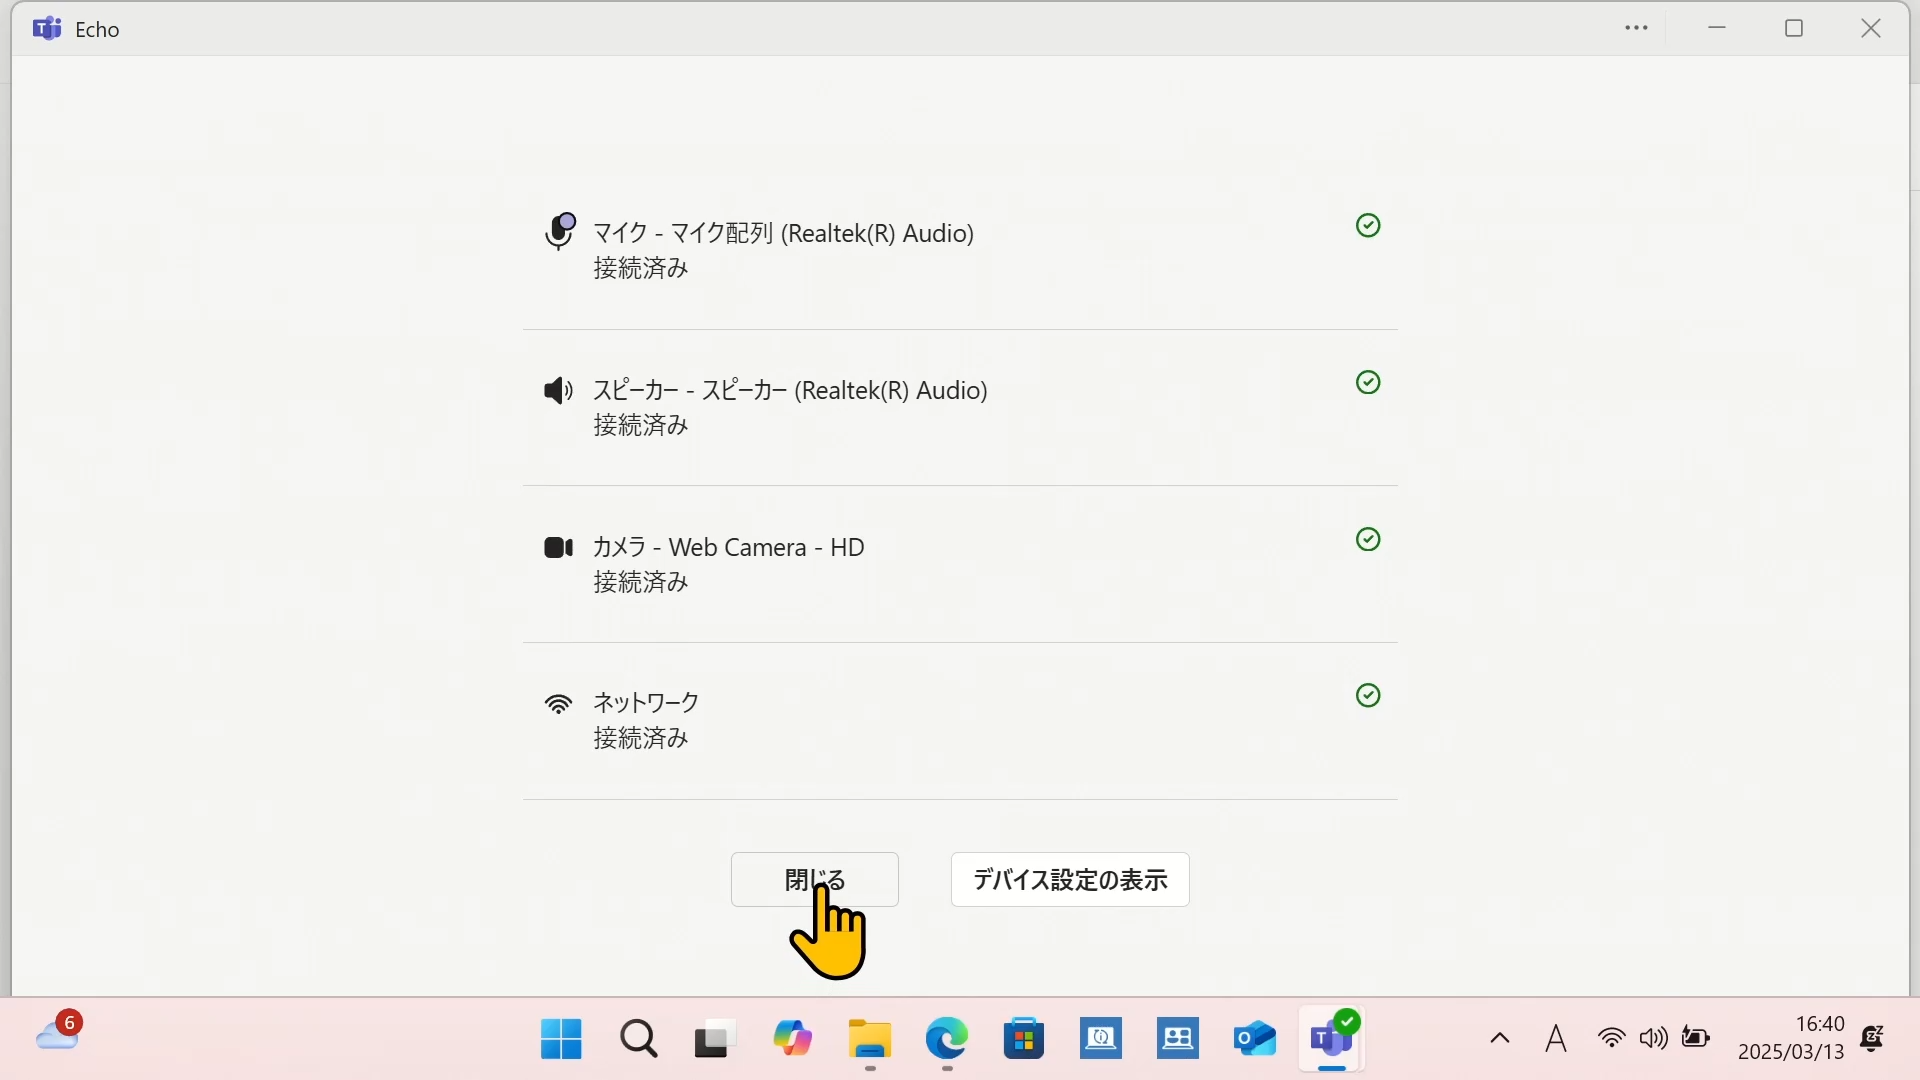 Echo
マイク - マイク配列 (Realtek(R) Audio)
接続済み
スピーカー - スピーカー (Realtek(R) Audio)
接続済み
カメラ - Web Camera - HD
接続済み
ネットワーク
接続済み
閉じる
デバイス設定の表示
6
A
16:40
2025/03/13